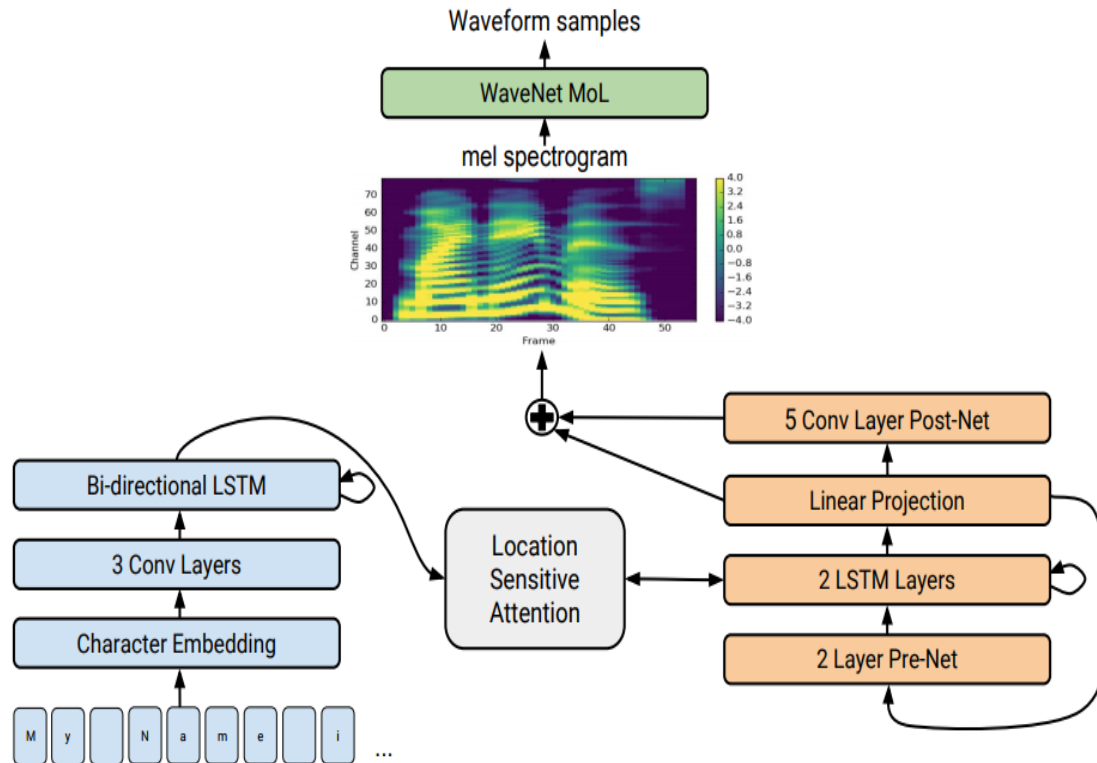 Waveform samples
WaveNet MoL
mel spectrogram
Channel
70
60
50
40
30
20
10
0
0 10 20 30 40 50
Frame
4.0
3.2
2.4
1.6
0.8
0.0
−0.8
−1.6
−2.4
−3.2
−4.0
5 Conv Layer Post-Net
Bi-directional LSTM
Linear Projection
3 Conv Layers
Location
Sensitive
Attention
2 LSTM Layers
Character Embedding
2 Layer Pre-Net
M y N a m e i ...